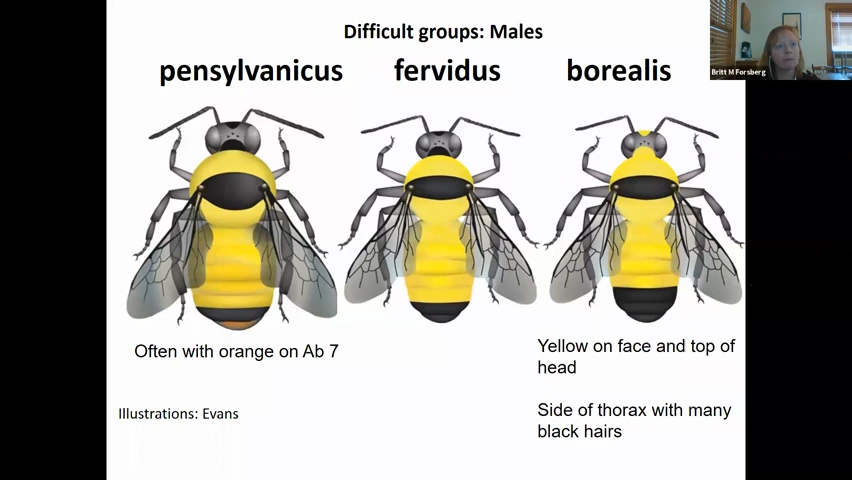 Difficult groups: Males
pensylvanicus fervidus borealis
Britt M Forsberg
Often with orange on Ab 7
Yellow on face and top of
head
Side of thorax with many
black hairs
Illustrations: Evans